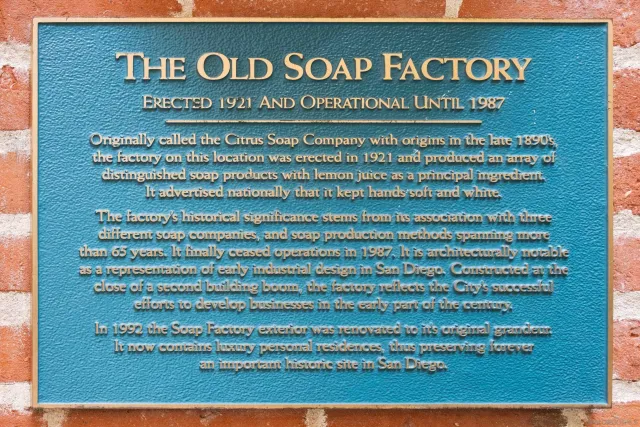 THE OLD SOAP FACTORY
ERECTED 1921 AND OPERATIONAL UNTIL 1987
Originally called the Citrus Soap Company with origins in the late 1890's,
the factory on this location was erected in 1921 and produced an array of
distinguished soap products with lemon juice as a principal ingredient.
It advertised nationally that it kept hands soft and white.
The factory's historical significance stems from its association with three
different soap companies, and soap production methods spanning more
than 65 years. It finally ceased operations in 1987. It is architecturally notable
as a representation of early industrial design in San Diego. Constructed at the
close of a second building boom, the factory reflects the City's successful
efforts to develop businesses in the early part of the century.
In 1992 the Soap Factory exterior was renovated to it's original grandeur.
It now contains luxury personal residences, thus preserving forever
an important historic site in San Diego.